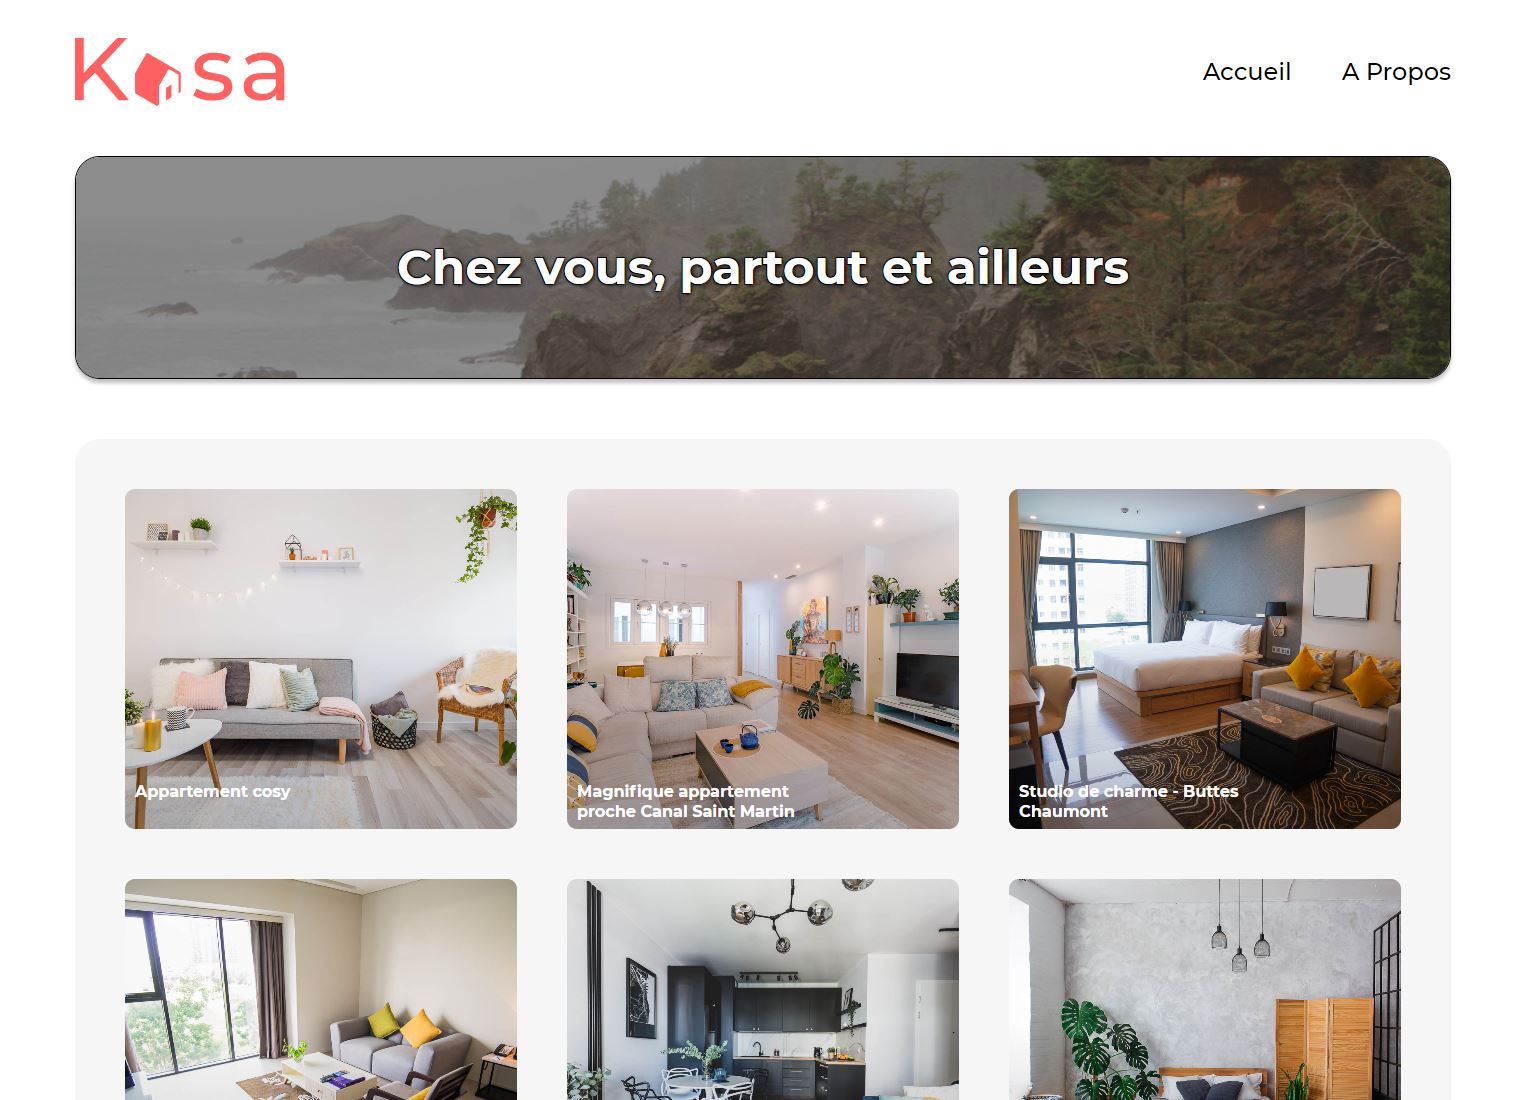 Kasa
Accueil
A Propos
Chez vous, partout et ailleurs
Appartement cosy
Magnifique appartement
proche Canal Saint Martin
Studio de charme - Buttes
Chaumont